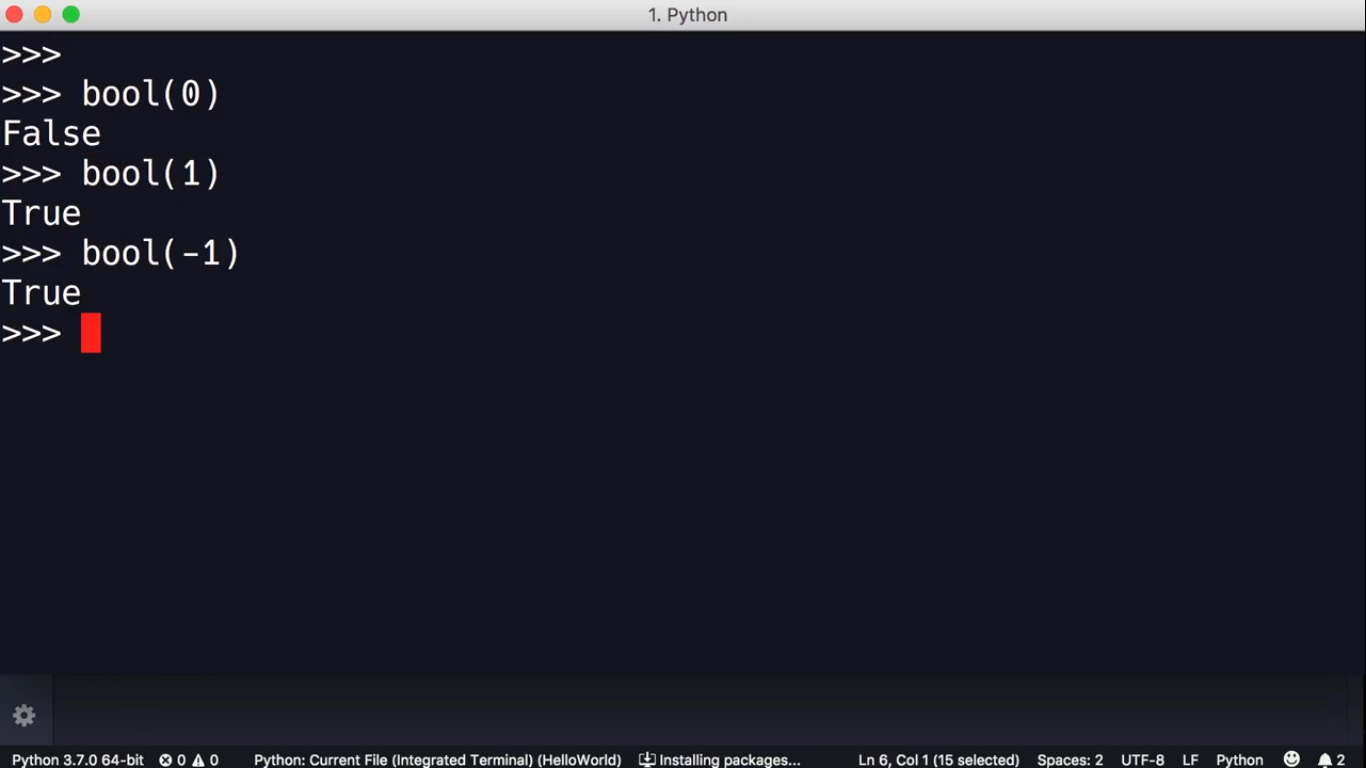 1. Python
>>>
>>> bool(0)
False
>>> bool(1)
True
>>> bool(-1)
True
>>>
Python 3.7.0 64-bit 0 0 Python: Current File (Integrated Terminal) (HelloWorld) Installing packages... Ln 6, Col 1 (15 selected) Spaces: 2 UTF-8 LF Python 2